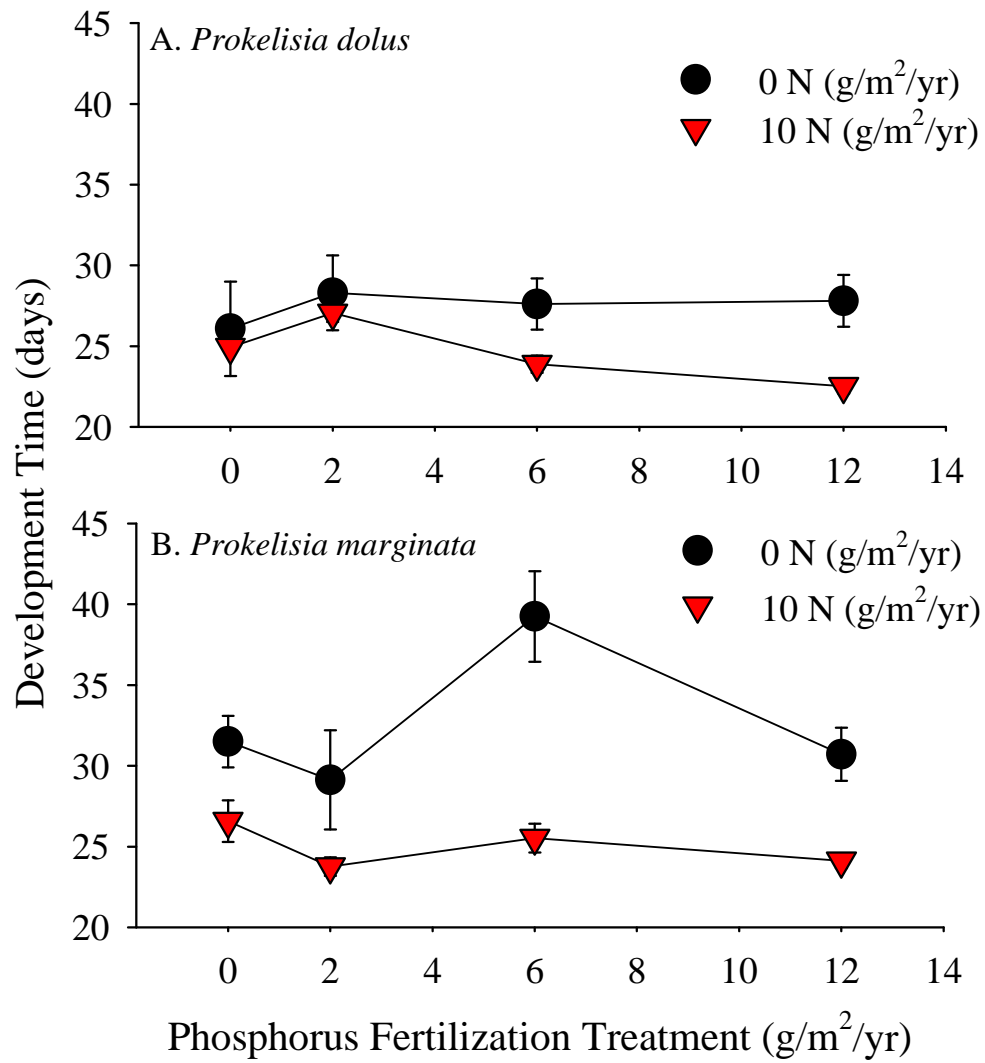 A. Prokelisia dolus
0 N (g/m²/yr)
10 N (g/m²/yr)
45
40
35
30
25
20
0 2 4 6 8 10 12 14
Development Time (days)
B. Prokelisia marginata
0 N (g/m²/yr)
10 N (g/m²/yr)
45
40
35
30
25
20
0 2 4 6 8 10 12 14
Phosphorus Fertilization Treatment (g/m²/yr)